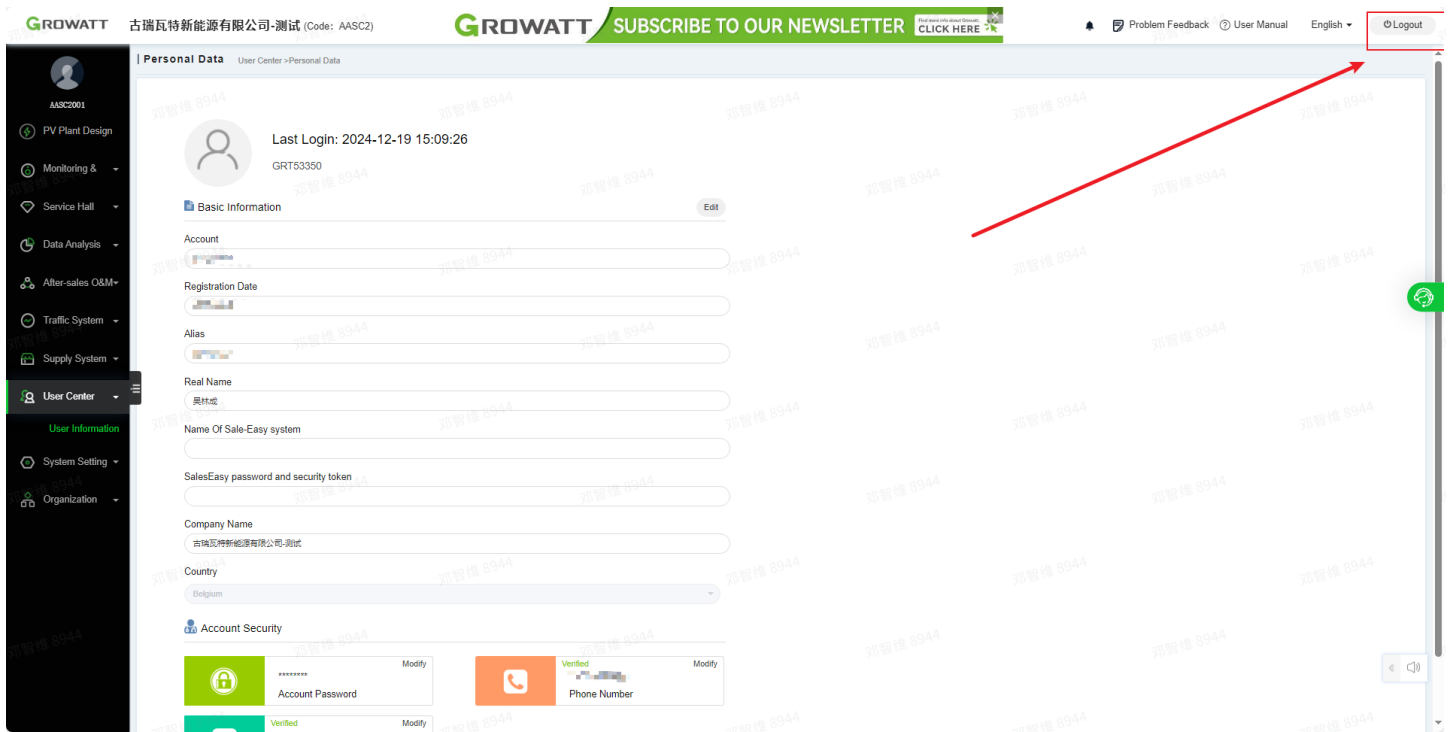 GROWATT
古瑞瓦特新能源有限公司-测试 (Code: AASC2)
GROWATT SUBSCRIBE TO OUR NEWSLETTER
CLICK HERE
Problem Feedback
User Manual
English
Logout
AASC2001
PV Plant Design
Monitoring &
Service Hall
Data Analysis
After-sales O&M
Traffic System
Supply System
User Center
User Information
System Setting
Organization
Personal Data
User Center >Personal Data
Last Login: 2024-12-19 15:09:26
GRT53350
Basic Information
Edit
Account
Registration Date
Alias
Real Name
吴林成
Name Of Sale-Easy system
SalesEasy password and security token
Company Name
古瑞瓦特新能源有限公司-测试
Country
Belgium
Account Security
Modify
********
Account Password
Verified
Modify
Phone Number
Verified
Modify
邓智维 8944